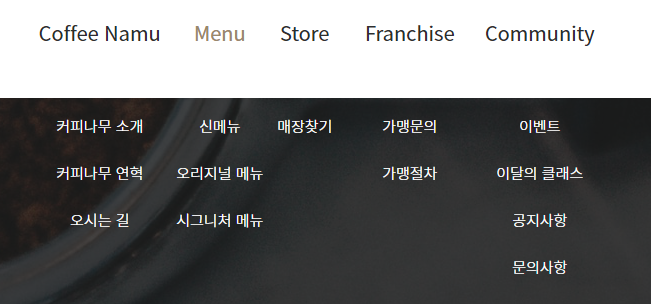 Coffee Namu Menu Store Franchise Community
커피나무 소개 신메뉴 매장찾기 가맹문의 이벤트
커피나무 연혁 오리지널 메뉴 가맹절차 이달의 클래스
오시는 길 시그니처 메뉴 공지사항
문의사항